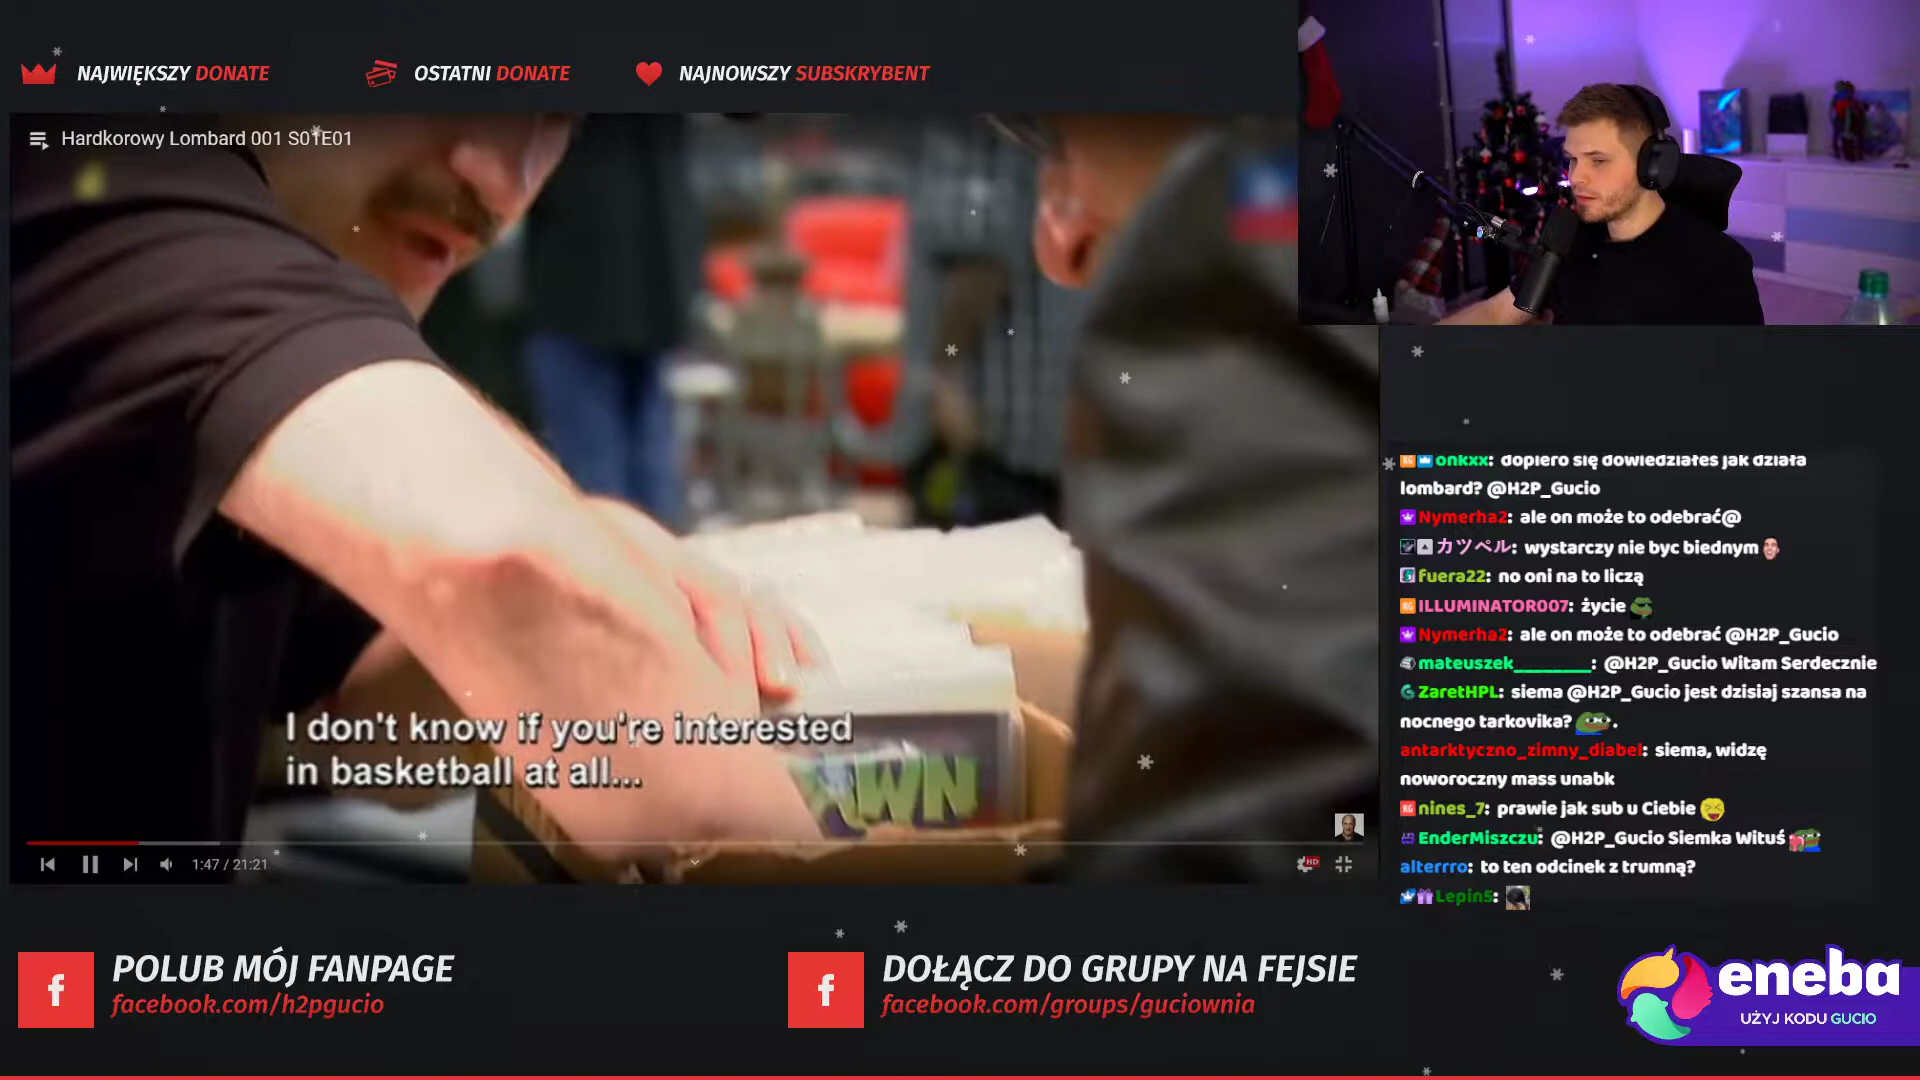 NAJWIĘKSZY DONATE
OSTATNI DONATE
NAJNOWSZY SUBSKRYBENT
Hardkorowy Lombard 001 S01E01
I don't know if you're interested
in basketball at all...
AWN
1:47 / 21:21
HD
onkxx: dopiero się dowiedziałeś jak działa
lombard? @H2P_Gucio
Nymerha2: ale on może to odebrać@
カツペル: wystarczy nie byc biednym
fuera22: no oni na to liczą
ILLUMINATOR007: życie
Nymerha2: ale on może to odebrać @H2P_Gucio
mateuszek________: @H2P_Gucio Witam Serdecznie
ZaretHPL: siema @H2P_Gucio jest dzisiaj szansa na
nocnego tarkovika? .
antarktyczno_zimny_diabel: siema, widzę
noworoczny mass unabk
nines_7: prawie jak sub u Ciebie
EnderMiszczu: @H2P_Gucio Siemka Wituś
alterrro: to ten odcinek z trumną?
Lepin5:
f POLUB MÓJ FANPAGE
facebook.com/h2pgucio
f DOŁĄCZ DO GRUPY NA FEJSIE
facebook.com/groups/guciownia
eneba
UŻYJ KODU GUCIO